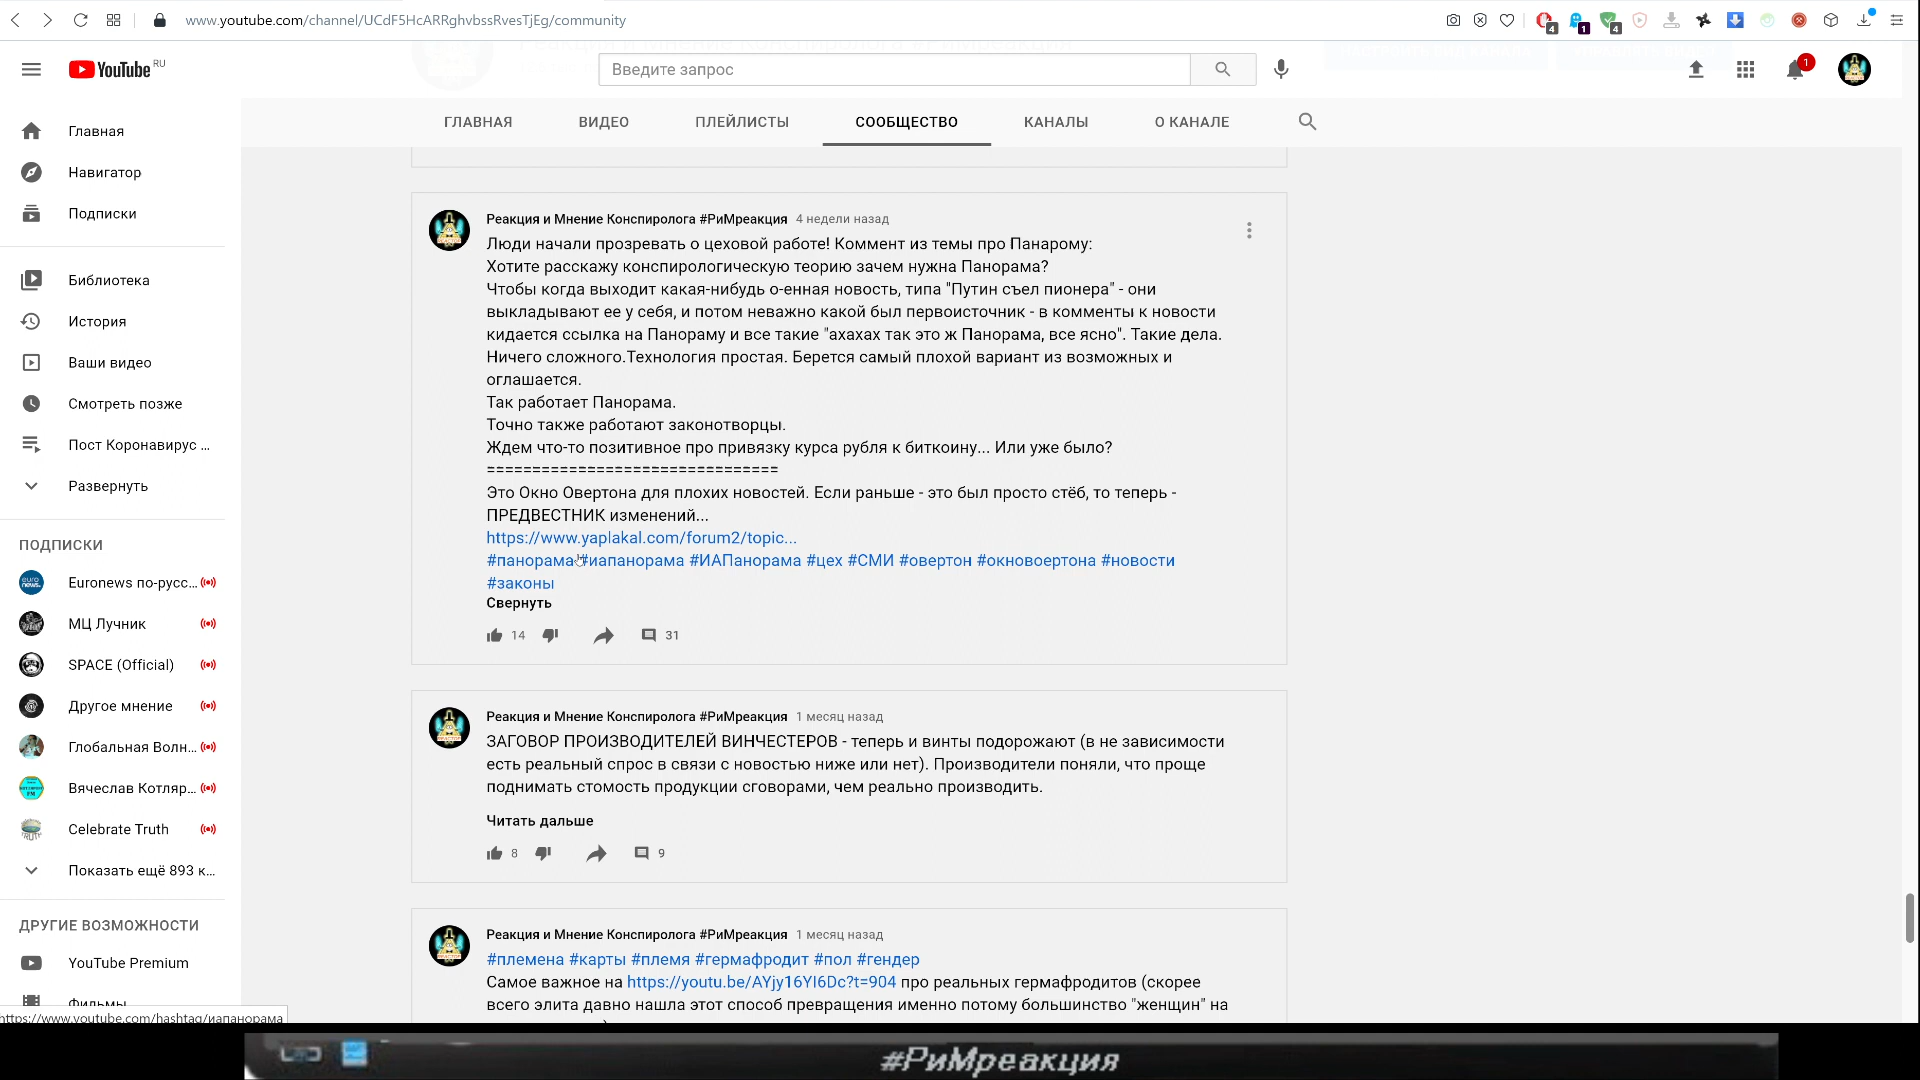 www.youtube.com/channel/UCdF5HcARRghvbssRvesTjEg/community
4
1
4
YouTube RU
Введите запрос
1
ГЛАВНАЯ
ВИДЕО
ПЛЕЙЛИСТЫ
СООБЩЕСТВО
КАНАЛЫ
О КАНАЛЕ
Главная
Навигатор
Подписки
Библиотека
История
Ваши видео
Смотреть позже
Пост Коронавирус ...
Развернуть
ПОДПИСКИ
Euronews по-русс...
МЦ Лучник
SPACE (Official)
Другое мнение
Глобальная Волн...
Вячеслав Котляр...
Celebrate Truth
Показать ещё 893 к...
ДРУГИЕ ВОЗМОЖНОСТИ
YouTube Premium
Фильмы
https://www.youtube.com/hashtag/иапанорама
Реакция и Мнение Конспиролога #РиМреакция 4 недели назад
Люди начали прозревать о цеховой работе! Коммент из темы про Панарому:
Хотите расскажу конспирологическую теорию зачем нужна Панорама?
Чтобы когда выходит какая-нибудь о-енная новость, типа "Путин съел пионера" - они
выкладывают ее у себя, и потом неважно какой был первоисточник - в комменты к новости
кидается ссылка на Панораму и все такие "ахахах так это ж Панорама, все ясно". Такие дела.
Ничего сложного.Технология простая. Берется самый плохой вариант из возможных и
оглашается.
Так работает Панорама.
Точно также работают законотворцы.
Ждем что-то позитивное про привязку курса рубля к биткоину... Или уже было?
================================
Это Окно Овертона для плохих новостей. Если раньше - это был просто стёб, то теперь -
ПРЕДВЕСТНИК изменений...
https://www.yaplakal.com/forum2/topic...
#панорама #иапанорама #ИАПанорама #цех #СМИ #овертон #окновоертона #новости
#законы
Свернуть
14
31
Реакция и Мнение Конспиролога #РиМреакция 1 месяц назад
ЗАГОВОР ПРОИЗВОДИТЕЛЕЙ ВИНЧЕСТЕРОВ - теперь и винты подорожают (в не зависимости
есть реальный спрос в связи с новостью ниже или нет). Производители поняли, что проще
поднимать стомость продукции сговорами, чем реально производить.
Читать дальше
8
9
Реакция и Мнение Конспиролога #РиМреакция 1 месяц назад
#племена #карты #племя #гермафродит #пол #гендер
Самое важное на https://youtu.be/AYjy16YI6Dc?t=904 про реальных гермафродитов (скорее
всего элита давно нашла этот способ превращения именно потому большинство "женщин" на
#РиМреакция